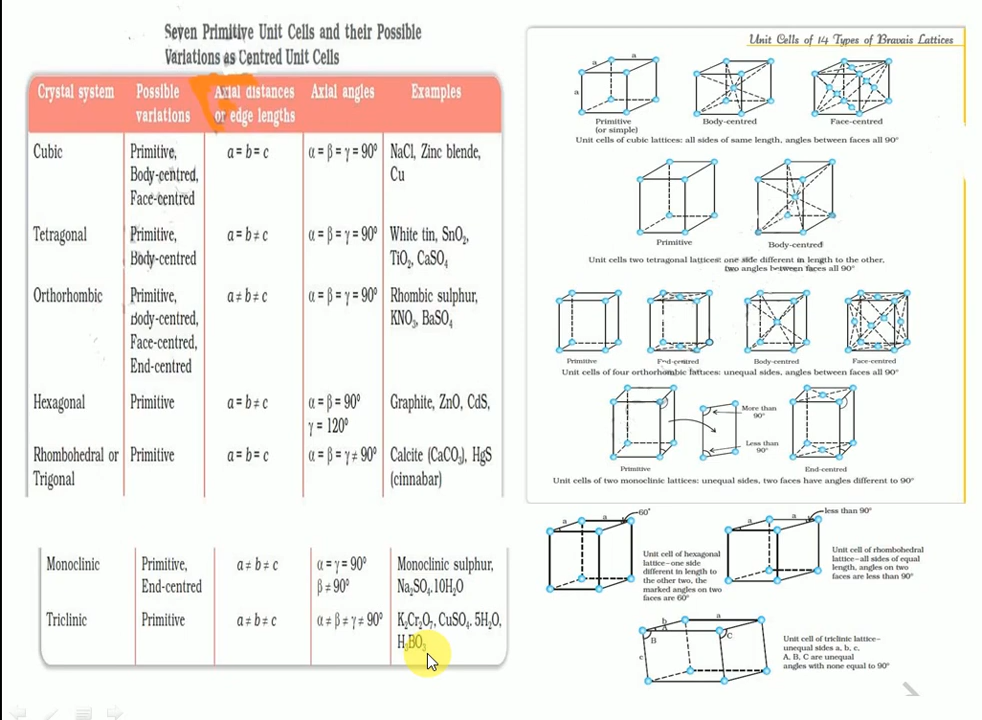 Seven Primitive Unit Cells and their Possible
Variations as Centred Unit Cells
Crystal system Possible variations Axial distances or edge lengths Axial angles Examples
Cubic Primitive, Body-centred, Face-centred a = b = c α = β = γ = 90° NaCl, Zinc blende, Cu
Tetragonal Primitive, Body-centred a = b ≠ c α = β = γ = 90° White tin, SnO₂, TiO₂, CaSO₄
Orthorhombic Primitive, Body-centred, Face-centred, End-centred a ≠ b ≠ c α = β = γ = 90° Rhombic sulphur, KNO₃, BaSO₄
Hexagonal Primitive a = b ≠ c α = β = 90° γ = 120° Graphite, ZnO, CdS,
Rhombohedral or Trigonal Primitive a = b = c α = β = γ ≠ 90° Calcite (CaCO₃), HgS (cinnabar)
Monoclinic Primitive, End-centred a ≠ b ≠ c α = γ = 90° β ≠ 90° Monoclinic sulphur, Na₂SO₄.10H₂O
Triclinic Primitive a ≠ b ≠ c α ≠ β ≠ γ ≠ 90° K₂Cr₂O₇, CuSO₄. 5H₂O, H₃BO₃
Unit Cells of 14 Types of Bravais Lattices
a a
a
Primitive Body-centred Face-centred
(or simple)
Unit cells of cubic lattices: all sides of same length, angles between faces all 90°
Primitive Body-centred
Unit cells two tetragonal lattices: one side different in length to the other,
two angles between faces all 90°
Primitive End-centred Body-centred Face-centred
Unit cells of four orthorhombic lattices: unequal sides, angles between faces all 90°
More than
90°
Less than
90°
Primitive End-centred
Unit cells of two monoclinic lattices: unequal sides, two faces have angles different to 90°
a a 60°
Unit cell of hexagonal
lattice–one side
different in length to
the other two, the
marked angles on two
faces are 60°
a a less than 90°
Unit cell of rhombohedral
lattice–all sides of equal
length, angles on two
faces are less than 90°
b a
A
B C
c
Unit cell of triclinic lattice–
unequal sides a, b, c,
A, B, C are unequal
angles with none equal to 90°